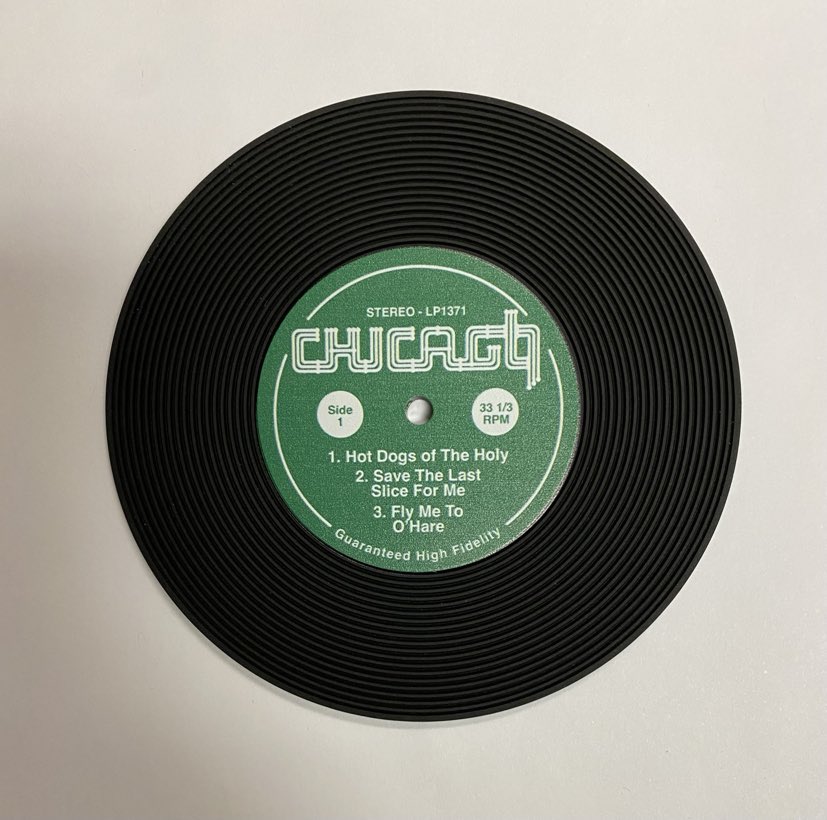 STEREO - LP1371
CHICAGO
Side
1
33 1/3
RPM
1. Hot Dogs of The Holy
2. Save The Last
Slice For Me
3. Fly Me To
O'Hare
Guaranteed High Fidelity